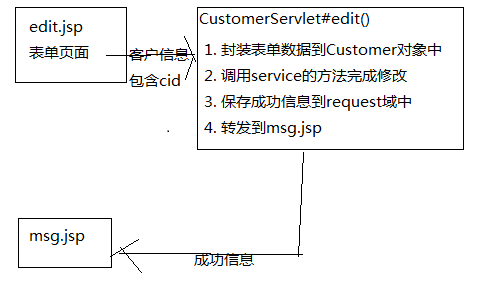 edit.jsp
表单页面
客户信息
包含cid
CustomerServlet#edit()
1. 封装表单数据到Customer对象中
2. 调用service的方法完成修改
3. 保存成功信息到request域中
4. 转发到msg.jsp
msg.jsp
成功信息